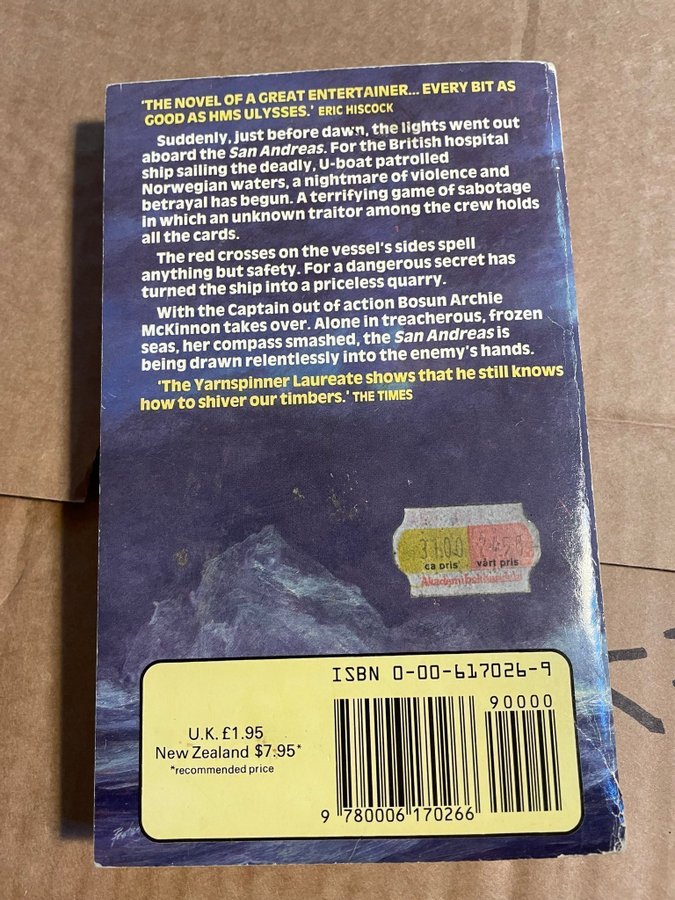 'THE NOVEL OF A GREAT ENTERTAINER... EVERY BIT AS
GOOD AS HMS ULYSSES.' ERIC HISCOCK
Suddenly, just before dawn, the lights went out
aboard the San Andreas. For the British hospital
ship sailing the deadly, U-boat patrolled
Norwegian waters, a nightmare of violence and
betrayal has begun. A terrifying game of sabotage
in which an unknown traitor among the crew holds
all the cards.
The red crosses on the vessel's sides spell
anything but safety. For a dangerous secret has
turned the ship into a priceless quarry.
With the Captain out of action Bosun Archie
McKinnon takes over. Alone in treacherous, frozen
seas, her compass smashed, the San Andreas is
being drawn relentlessly into the enemy's hands.
'The Yarnspinner Laureate shows that he still knows
how to shiver our timbers.' THE TIMES
31.00
ca pris vårt pris
ISBN 0-00-617026-9
90000
U.K. £1.95
New Zealand $7.95*
*recommended price
9 780006 170266